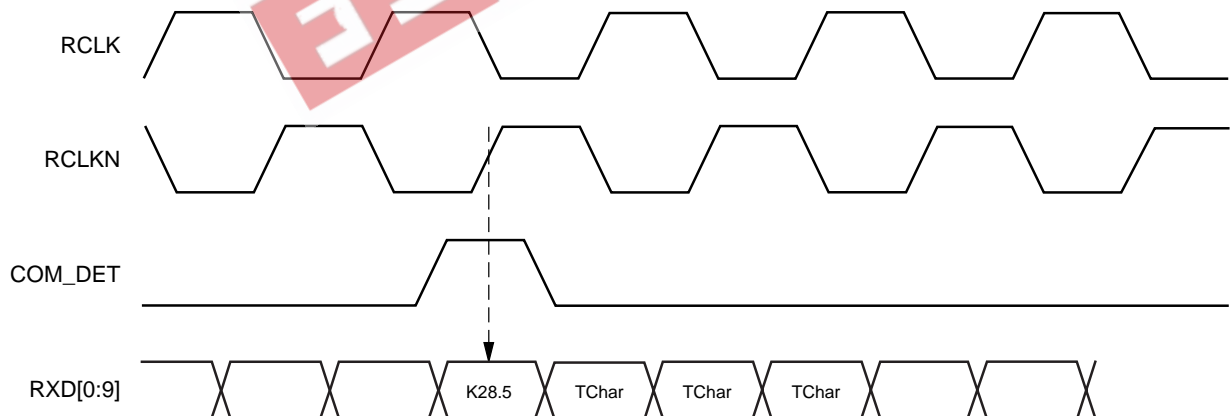 RCLK
RCLKN
COM_DET
RXD[0:9]
K28.5 TChar TChar TChar